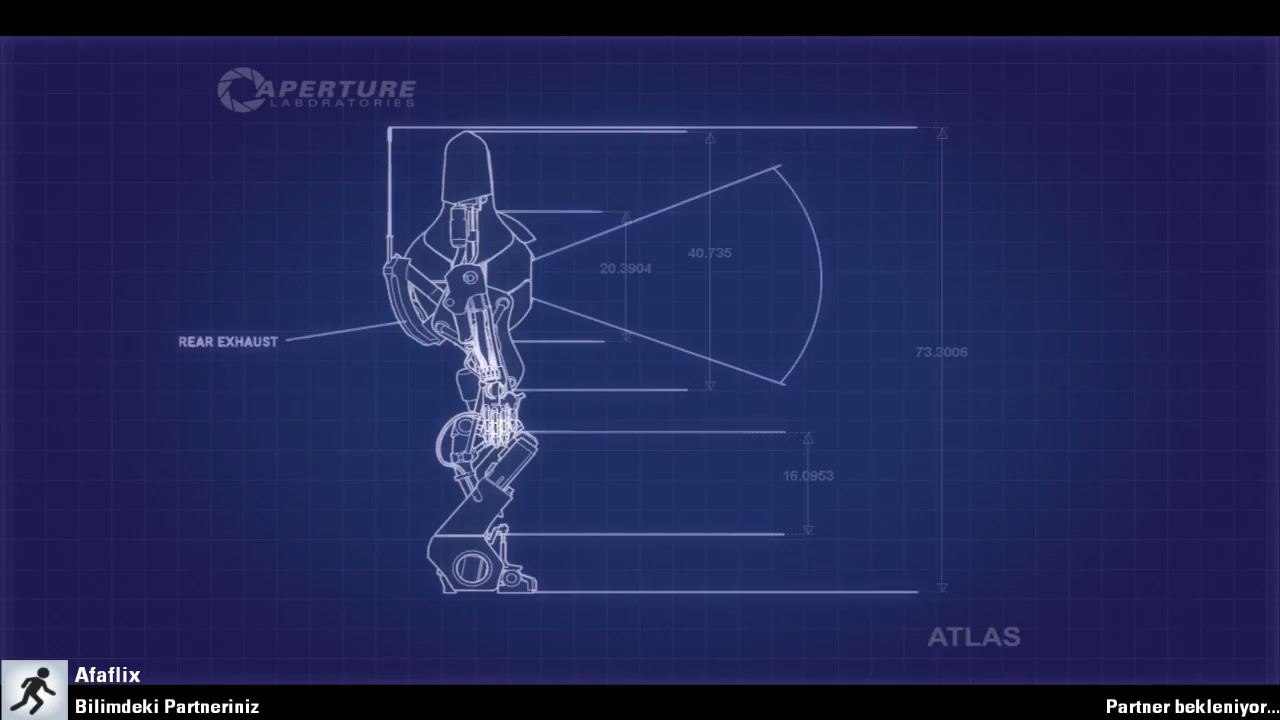 APERTURE
LABORATORIES
40.735
20.3904
REAR EXHAUST
73.3006
16.0953
ATLAS
Afaflix
Bilimdeki Partneriniz
Partner bekleniyor...